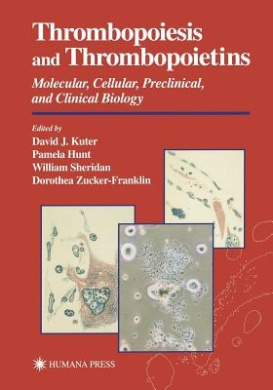 Thrombopoiesis
and Thrombopoietins
Molecular, Cellular, Preclinical,
and Clinical Biology
Edited by
David J. Kuter
Pamela Hunt
William Sheridan
Dorothea Zucker-Franklin
HUMANA PRESS